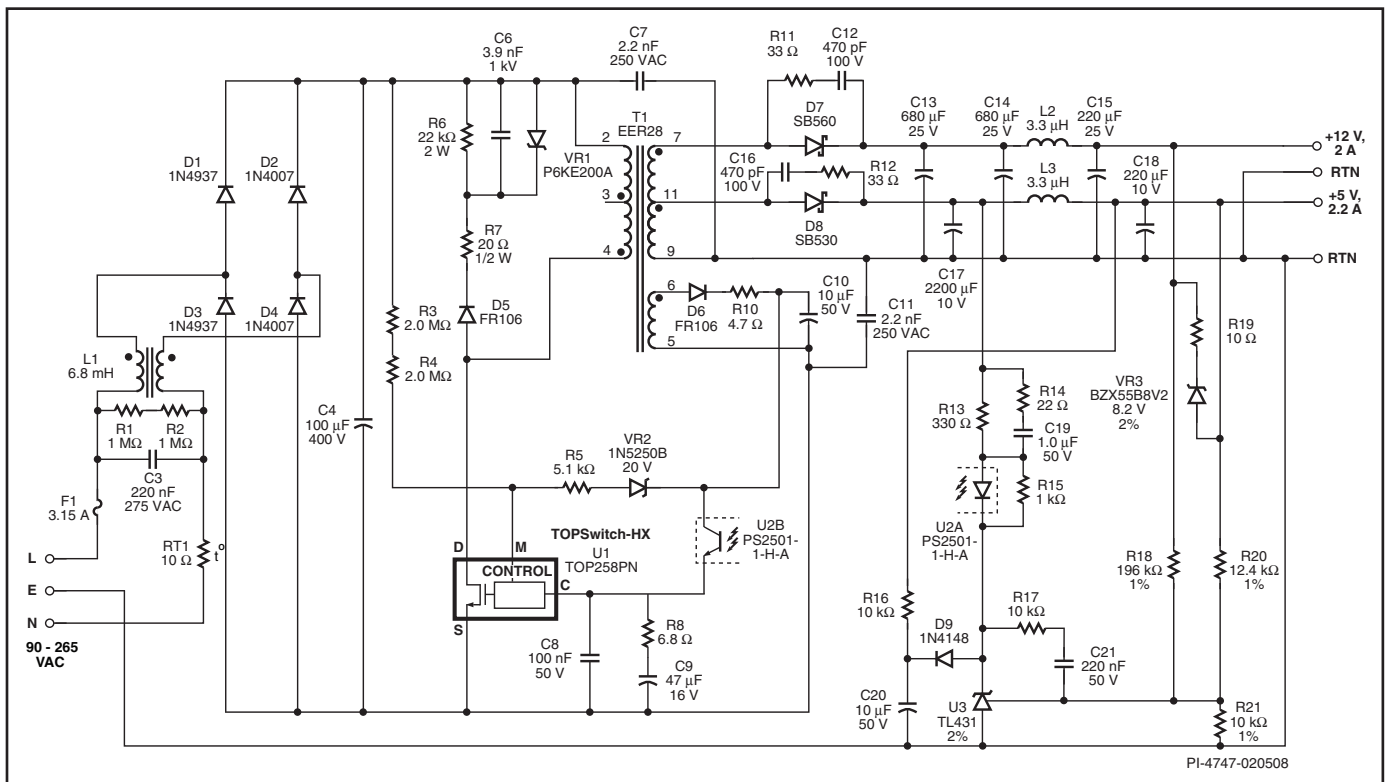 C6
3.9 nF
1 kV
C7
2.2 nF
250 VAC
R11
33 Ω
C12
470 pF
100 V
R6
22 kΩ
2 W
VR1
P6KE200A
T1
EER28
2
3
4
7
11
9
6
5
D7
SB560
C16
470 pF
100 V
R12
33 Ω
D8
SB530
C13
680 µF
25 V
C14
680 µF
25 V
L2
3.3 µH
C15
220 µF
25 V
L3
3.3 µH
C18
220 µF
10 V
+12 V,
2 A
RTN
+5 V,
2.2 A
RTN
D1
1N4937
D2
1N4007
D3
1N4937
D4
1N4007
R7
20 Ω
1/2 W
D5
FR106
R3
2.0 MΩ
R4
2.0 MΩ
D6
FR106
R10
4.7 Ω
C10
10 µF
50 V
C11
2.2 nF
250 VAC
C17
2200 µF
10 V
R19
10 Ω
VR3
BZX55B8V2
8.2 V
2%
L1
6.8 mH
R1
1 MΩ
R2
1 MΩ
C3
220 nF
275 VAC
C4
100 µF
400 V
F1
3.15 A
RT1
10 Ω
t°
L
E
N
90 - 265
VAC
R5
5.1 kΩ
VR2
1N5250B
20 V
R13
330 Ω
R14
22 Ω
C19
1.0 µF
50 V
R15
1 kΩ
U2A
PS2501-
1-H-A
U2B
PS2501-
1-H-A
TOPSwitch-HX
U1
TOP258PN
D
M
CONTROL
C
S
C8
100 nF
50 V
R8
6.8 Ω
C9
47 µF
16 V
R16
10 kΩ
D9
1N4148
R17
10 kΩ
C21
220 nF
50 V
R18
196 kΩ
1%
R20
12.4 kΩ
1%
C20
10 µF
50 V
U3
TL431
2%
R21
10 kΩ
1%
PI-4747-020508